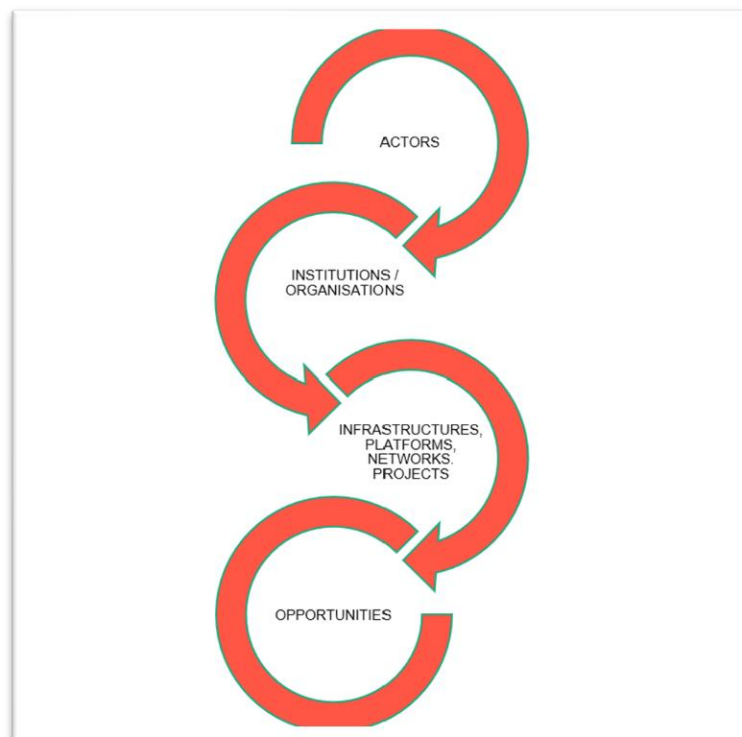 ACTORS
INSTITUTIONS /
ORGANISATIONS
INFRASTRUCTURES,
PLATFORMS,
NETWORKS.
PROJECTS
OPPORTUNITIES